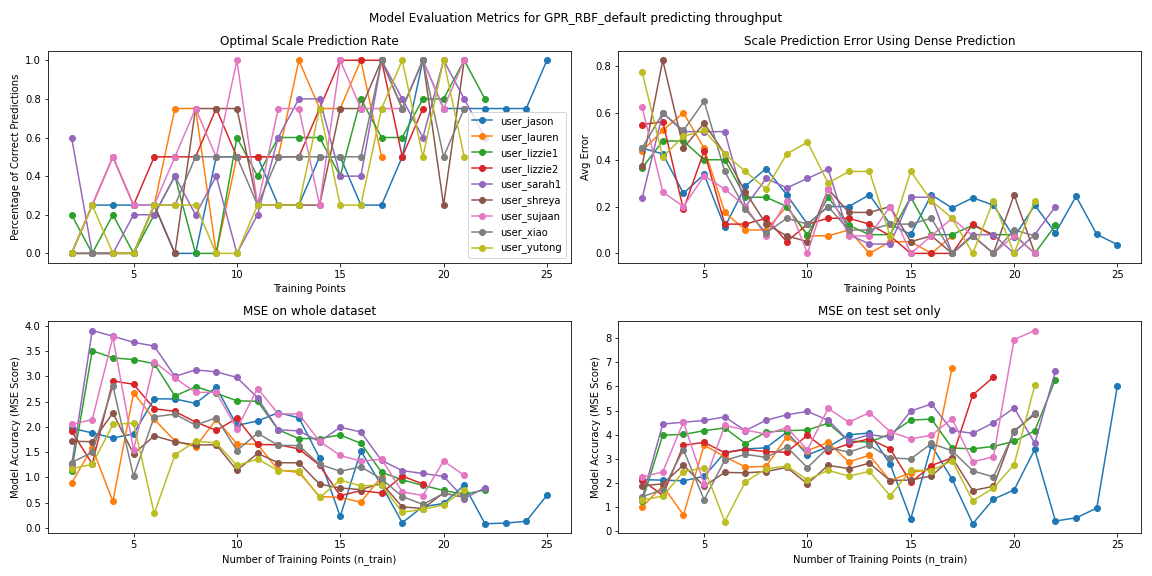 Model Evaluation Metrics for GPR_RBF_default predicting throughput
Optimal Scale Prediction Rate
Percentage of Correct Predictions
1.0
0.8
0.6
0.4
0.2
0.0
5
10
15
20
25
Training Points
user_jason
user_lauren
user_lizzie1
user_lizzie2
user_sarah1
user_shreya
user_sujaan
user_xiao
user_yutong
Scale Prediction Error Using Dense Prediction
Avg Error
0.8
0.6
0.4
0.2
0.0
5
10
15
20
25
Training Points
MSE on whole dataset
Model Accuracy (MSE Score)
4.0
3.5
3.0
2.5
2.0
1.5
1.0
0.5
0.0
5
10
15
20
25
Number of Training Points (n_train)
MSE on test set only
Model Accuracy (MSE Score)
8
7
6
5
4
3
2
1
0
5
10
15
20
25
Number of Training Points (n_train)